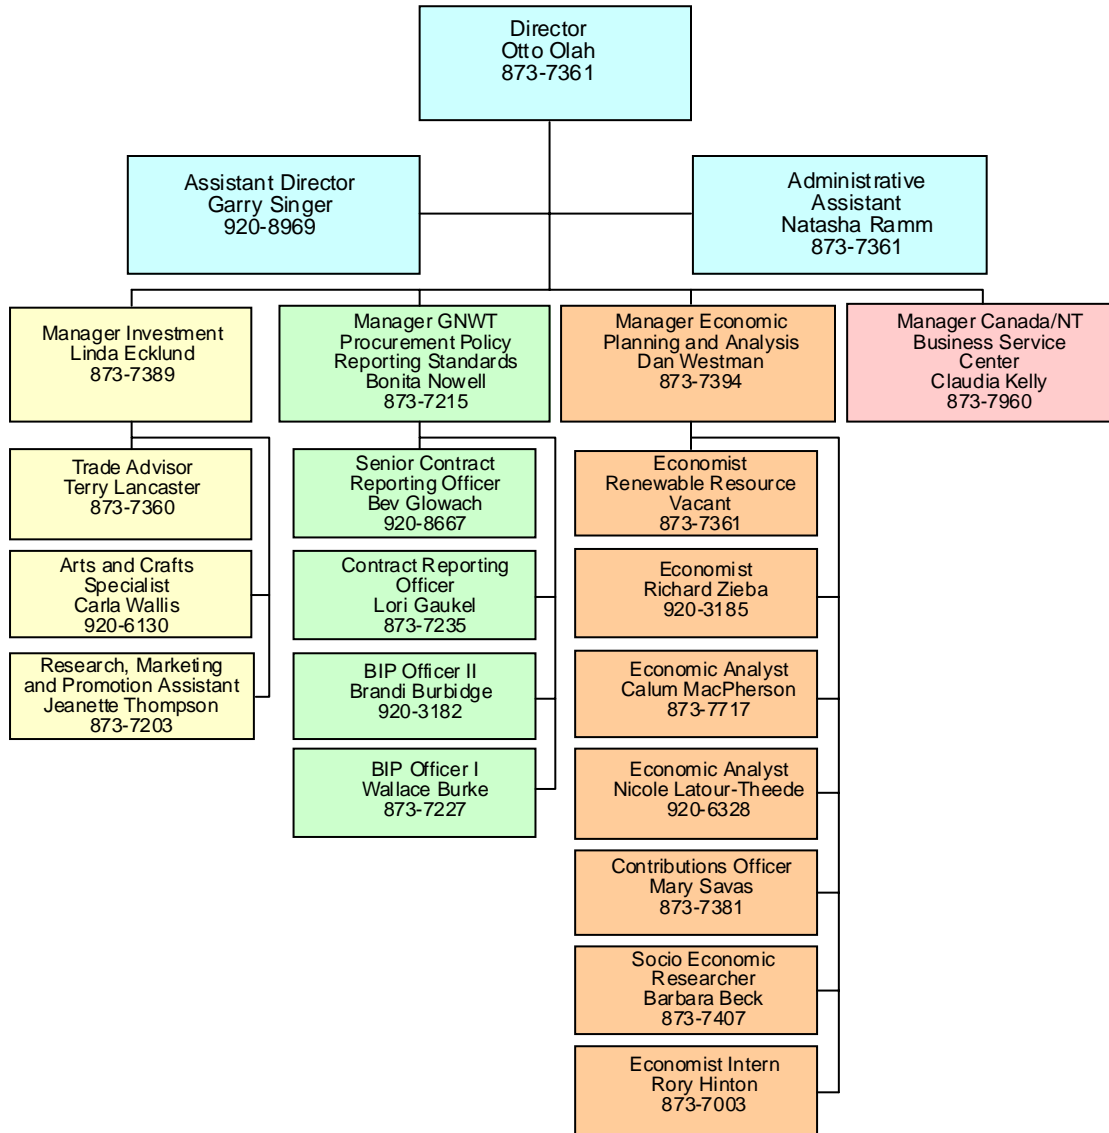 Director
Otto Olah
873-7361
Assistant Director
Garry Singer
920-8969
Administrative
Assistant
Natasha Ramm
873-7361
Manager Investment
Linda Ecklund
873-7389
Manager GNWT
Procurement Policy
Reporting Standards
Bonita Nowell
873-7215
Manager Economic
Planning and Analysis
Dan Westman
873-7394
Manager Canada/NT
Business Service
Center
Claudia Kelly
873-7960
Trade Advisor
Terry Lancaster
873-7360
Arts and Crafts
Specialist
Carla Wallis
920-6130
Research, Marketing
and Promotion Assistant
Jeanette Thompson
873-7203
Senior Contract
Reporting Officer
Bev Glowach
920-8667
Contract Reporting
Officer
Lori Gaukel
873-7235
BIP Officer II
Brandi Burbidge
920-3182
BIP Officer I
Wallace Burke
873-7227
Economist
Renewable Resource
Vacant
873-7361
Economist
Richard Zieba
920-3185
Economic Analyst
Calum MacPherson
873-7717
Economic Analyst
Nicole Latour-Theede
920-6328
Contributions Officer
Mary Savas
873-7381
Socio Economic
Researcher
Barbara Beck
873-7407
Economist Intern
Rory Hinton
873-7003